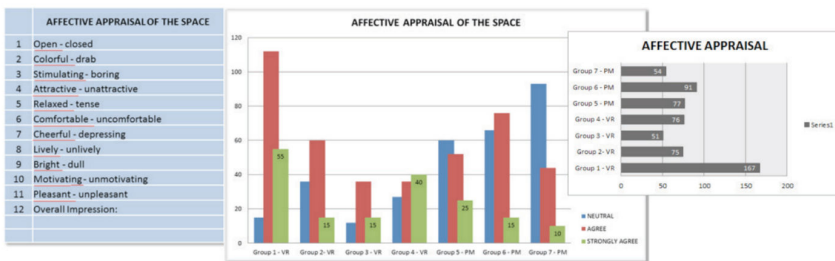 AFFECTIVE APPRAISAL OF THE SPACE
1 Open - closed
2 Colorful - drab
3 Stimulating - boring
4 Attractive - unattractive
5 Relaxed - tense
6 Comfortable - uncomfortable
7 Cheerful - depressing
8 Lively - unlively
9 Bright - dull
10 Motivating - unmotivating
11 Pleasant - unpleasant
12 Overall Impression:
AFFECTIVE APPRAISAL OF THE SPACE
120
100
80
60
40
20
0
55
15
15
40
25
15
10
Group 1 - VR
Group 2- VR
Group 3 - VR
Group 4 - VR
Group 5 - PM
Group 6 - PM
Group 7 - PM
NEUTRAL
AGREE
STRONGLY AGREE
AFFECTIVE APPRAISAL
Group 7 - PM 54
Group 6 - PM 91
Group 5 - PM 77
Group 4 - VR 76
Group 3 - VR 51
Group 2- VR 75
Group 1 - VR 167
0 50 100 150 200
Series1